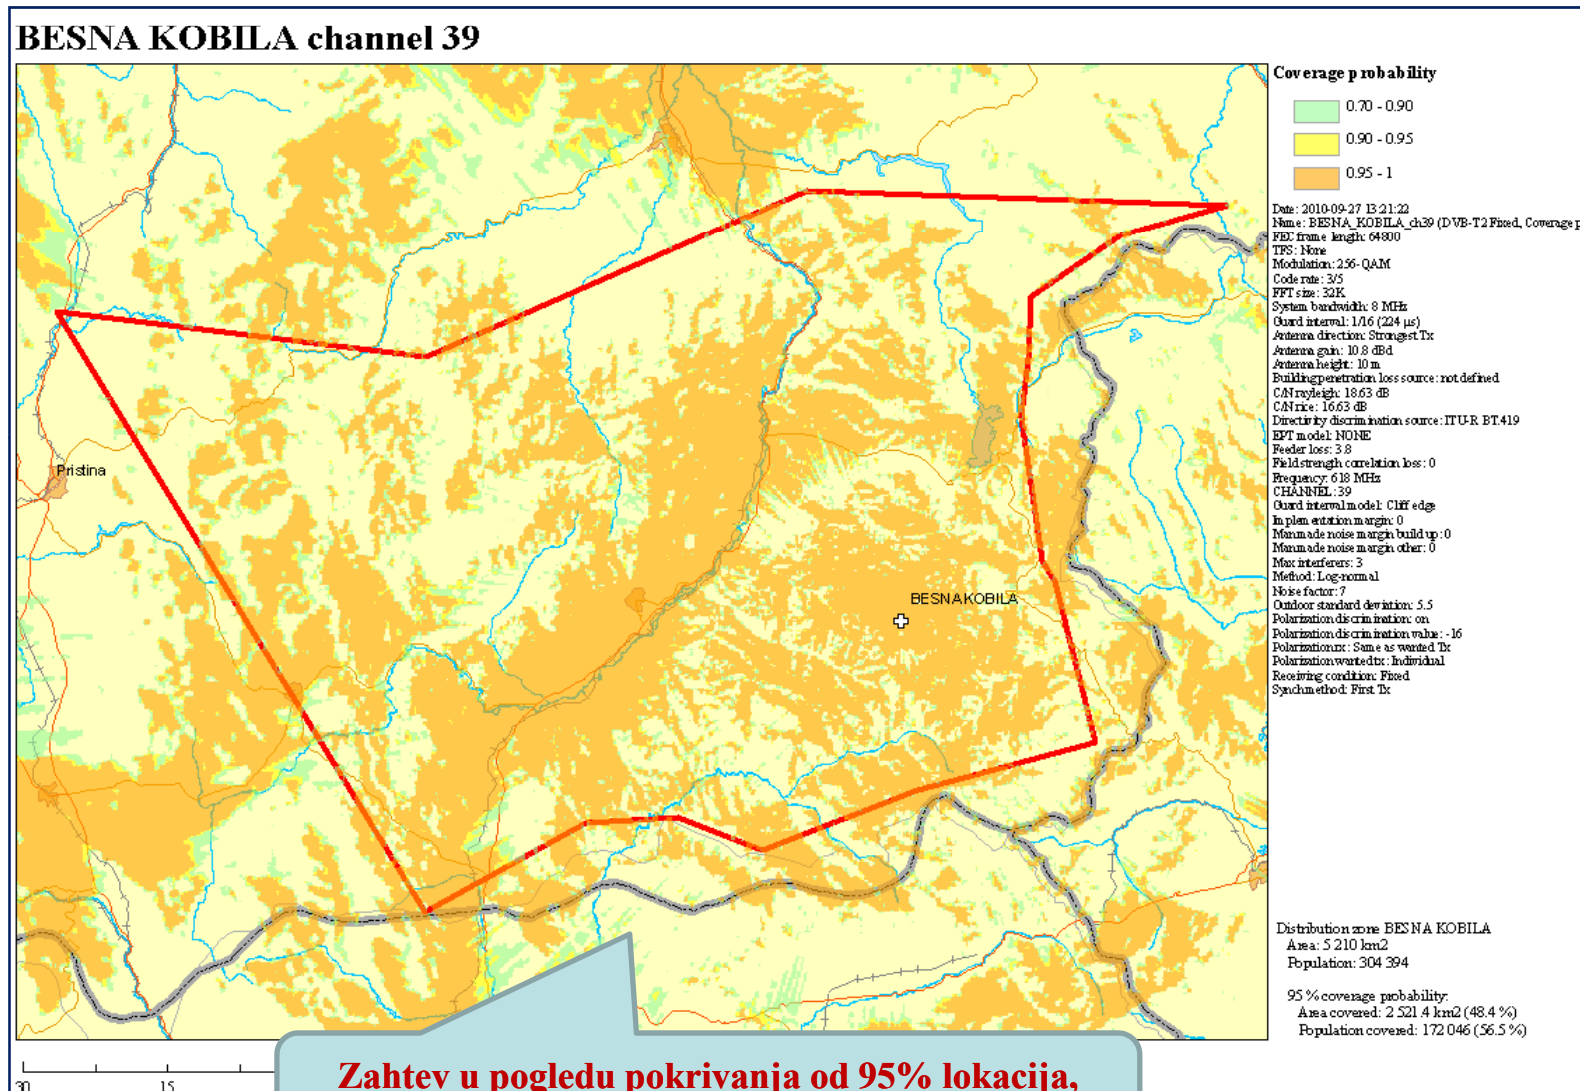 BESNA KOBILA channel 39
Coverage probability
0.70 - 0.90
0.90 - 0.95
0.95 - 1
Date: 2010-09-27 13:21:22
Name: BESNA_KOBILA_ch39 (DVB-T2 Fixed, Coverage p
FEC frame length: 64800
TFS: None
Modulation: 256-QAM
Code rate: 3/5
FFT size: 32K
System bandwidth: 8 MHz
Guard interval: 1/16 (224 μs)
Antenna direction: Strongest Tx
Antenna gain: 10.8 dBd
Antenna height: 10 m
Building penetration loss source: not defined
C/N rayleigh: 18.63 dB
C/N rice: 16.63 dB
Directivity discrimination source: ITU-R BT.419
EPT model: NONE
Feeder loss: 3.8
Field strength correlation loss: 0
Frequency: 618 MHz
CHANNEL: 39
Guard interval model: Cliff edge
Implementation margin: 0
Manmade noise margin build up: 0
Manmade noise margin other: 0
Max interferers: 3
Method: Log-normal
Noise factor: 7
Outdoor standard deviation: 5.5
Polarization discrimination: on
Polarization discrimination value: -16
Polarization rx: Same as wanted Tx
Polarization wanted tx: Individual
Receiving condition: Fixed
Synch method: First Tx
Pristina
BESNA KOBILA
Distribution zone BESNA KOBILA
Area: 5 210 km2
Population: 304 394
95 % coverage probability:
Area covered: 2 521.4 km2 (48.4 %)
Population covered: 172 046 (56.5 %)
30 15
Zahtev u pogledu pokrivanja od 95% lokacija,